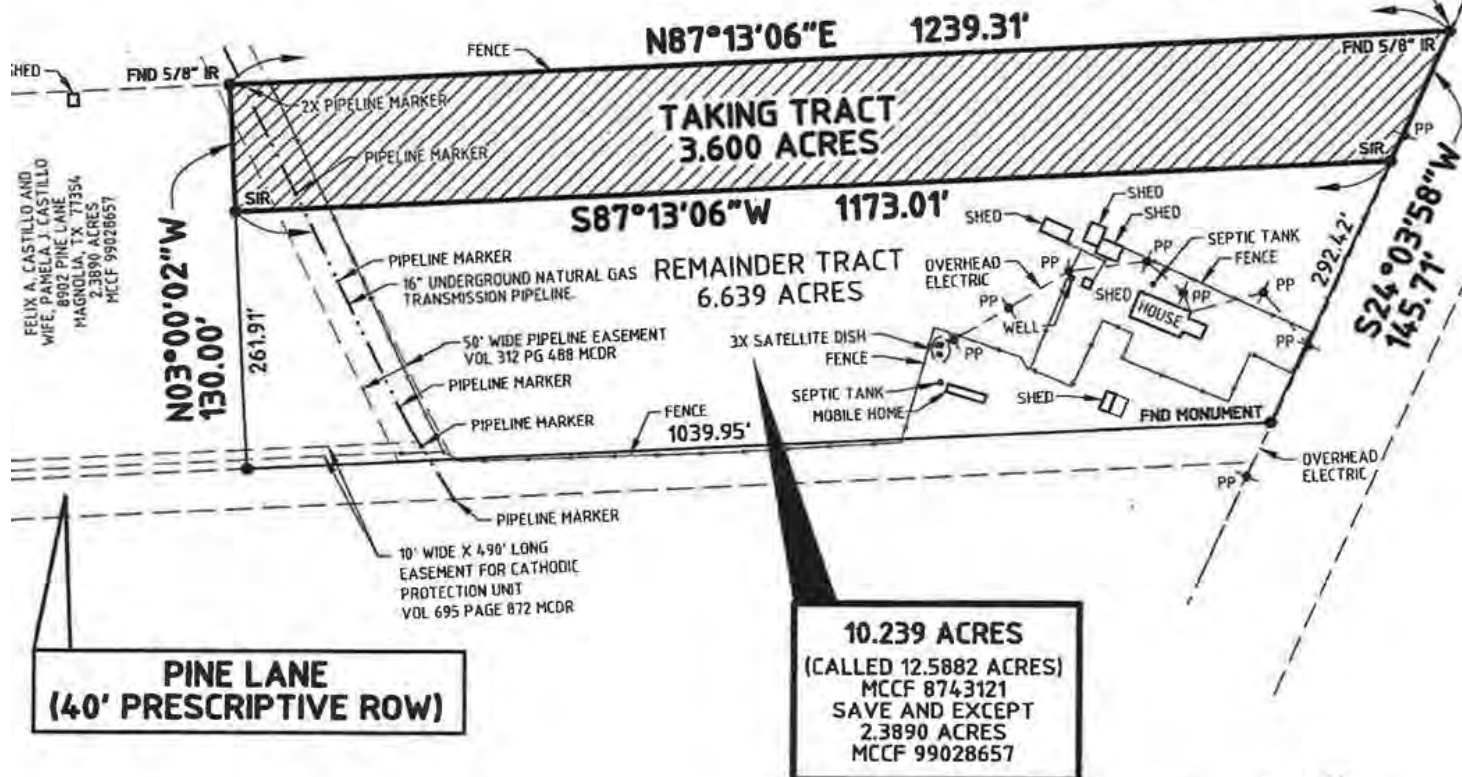 N87°13'06"E 1239.31'
FENCE
FND 5/8" IR
FND 5/8" IR
2X PIPELINE MARKER
TAKING TRACT
3.600 ACRES
PP
PIPELINE MARKER
SIR
SIR
FELIX A. CASTILLO AND
WIFE, PAMELA J. CASTILLO
8902 PINE LANE
MAGNOLIA, TX 77354
2.3890 ACRES
MCCF 99028657
N03°00'02"W
130.00'
261.91'
S87°13'06"W 1173.01'
SHED
SHED
SHED
PIPELINE MARKER
16" UNDERGROUND NATURAL GAS
TRANSMISSION PIPELINE
REMAINDER TRACT
6.639 ACRES
OVERHEAD
ELECTRIC
PP
PP
SEPTIC TANK
FENCE
292.42'
S24°03'58"W
145.71'
PP
SHED
PP
PP
HOUSE
WELL
50' WIDE PIPELINE EASEMENT
VOL 312 PG 488 MCDR
3X SATELLITE DISH
FENCE
PP
PP
PIPELINE MARKER
SEPTIC TANK
MOBILE HOME
SHED
PIPELINE MARKER
FENCE
1039.95'
FND MONUMENT
OVERHEAD
ELECTRIC
PP
PIPELINE MARKER
10' WIDE X 490' LONG
EASEMENT FOR CATHODIC
PROTECTION UNIT
VOL 695 PAGE 872 MCDR
PINE LANE
(40' PRESCRIPTIVE ROW)
10.239 ACRES
(CALLED 12.5882 ACRES)
MCCF 8743121
SAVE AND EXCEPT
2.3890 ACRES
MCCF 99028657